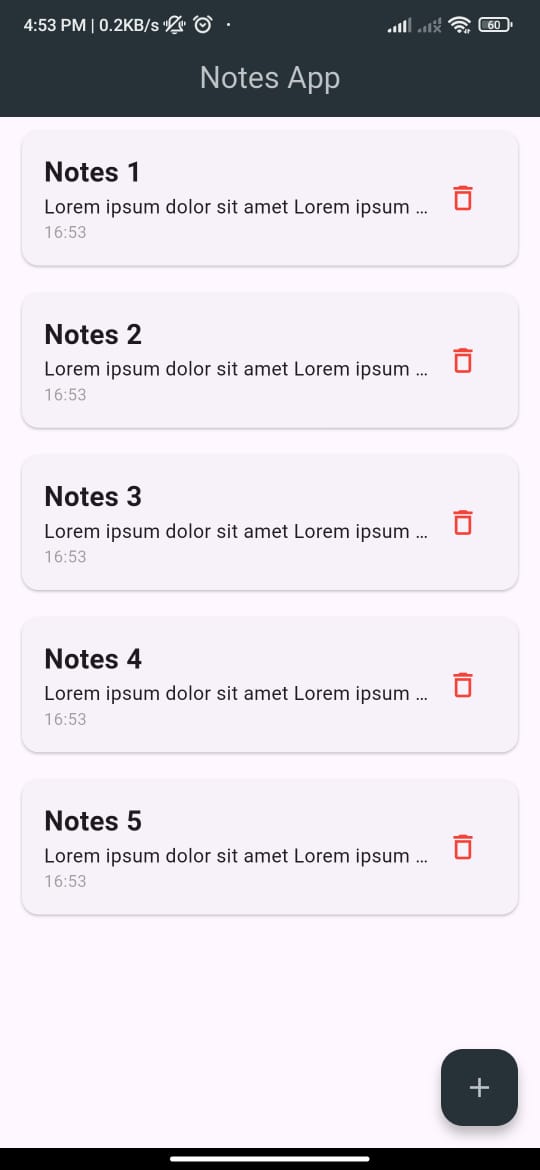 4:53 PM | 0.2KB/s
60
Notes App
Notes 1
Lorem ipsum dolor sit amet Lorem ipsum ...
16:53
Notes 2
Lorem ipsum dolor sit amet Lorem ipsum ...
16:53
Notes 3
Lorem ipsum dolor sit amet Lorem ipsum ...
16:53
Notes 4
Lorem ipsum dolor sit amet Lorem ipsum ...
16:53
Notes 5
Lorem ipsum dolor sit amet Lorem ipsum ...
16:53